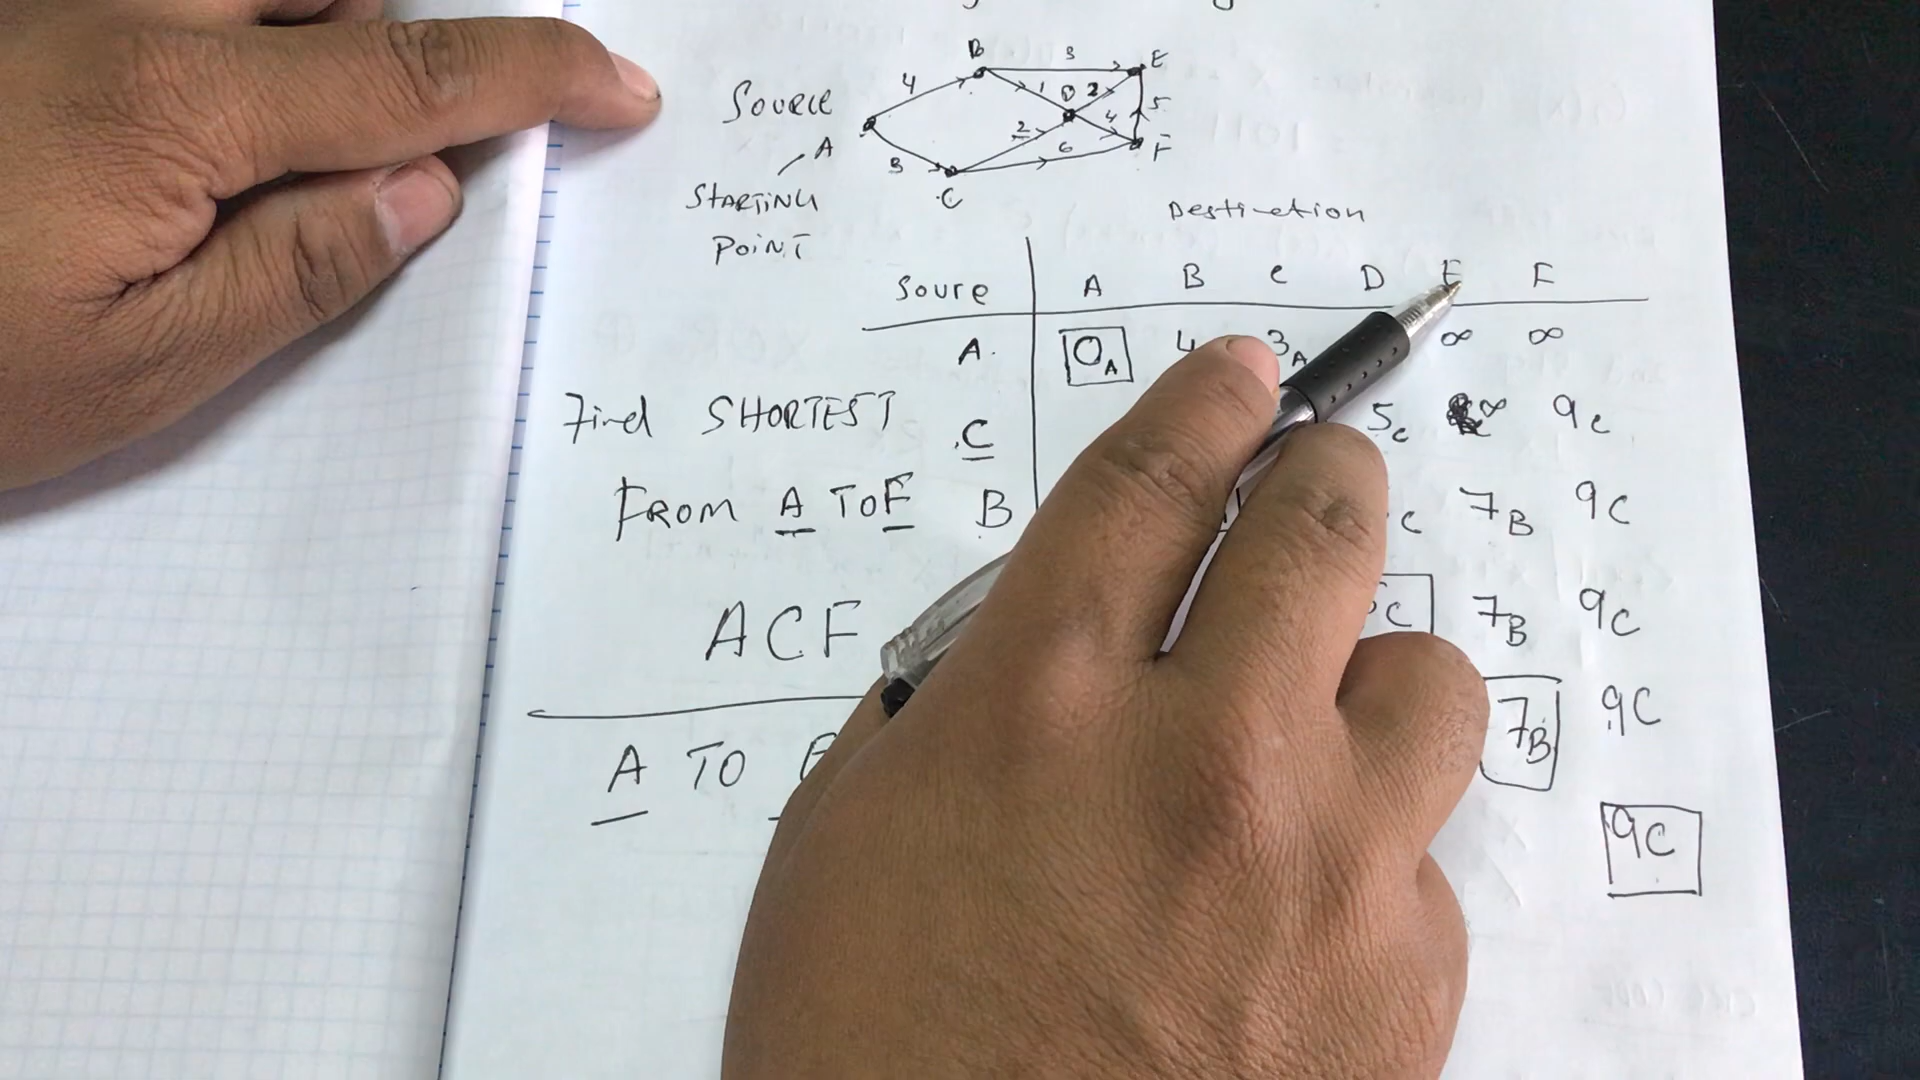 B 3 E
4 1 D 2
SOURCE
A 2 4 5
3 6 F
C
STARTING
POINT
Destination
Soure A B C D E F
A 0A 4 3A ∞ ∞
Find SHORTEST
C 5C ∞ 9C
FROM A TO F B C 7B 9C
ACF C 7B 9C
7B 9C
A TO
9C